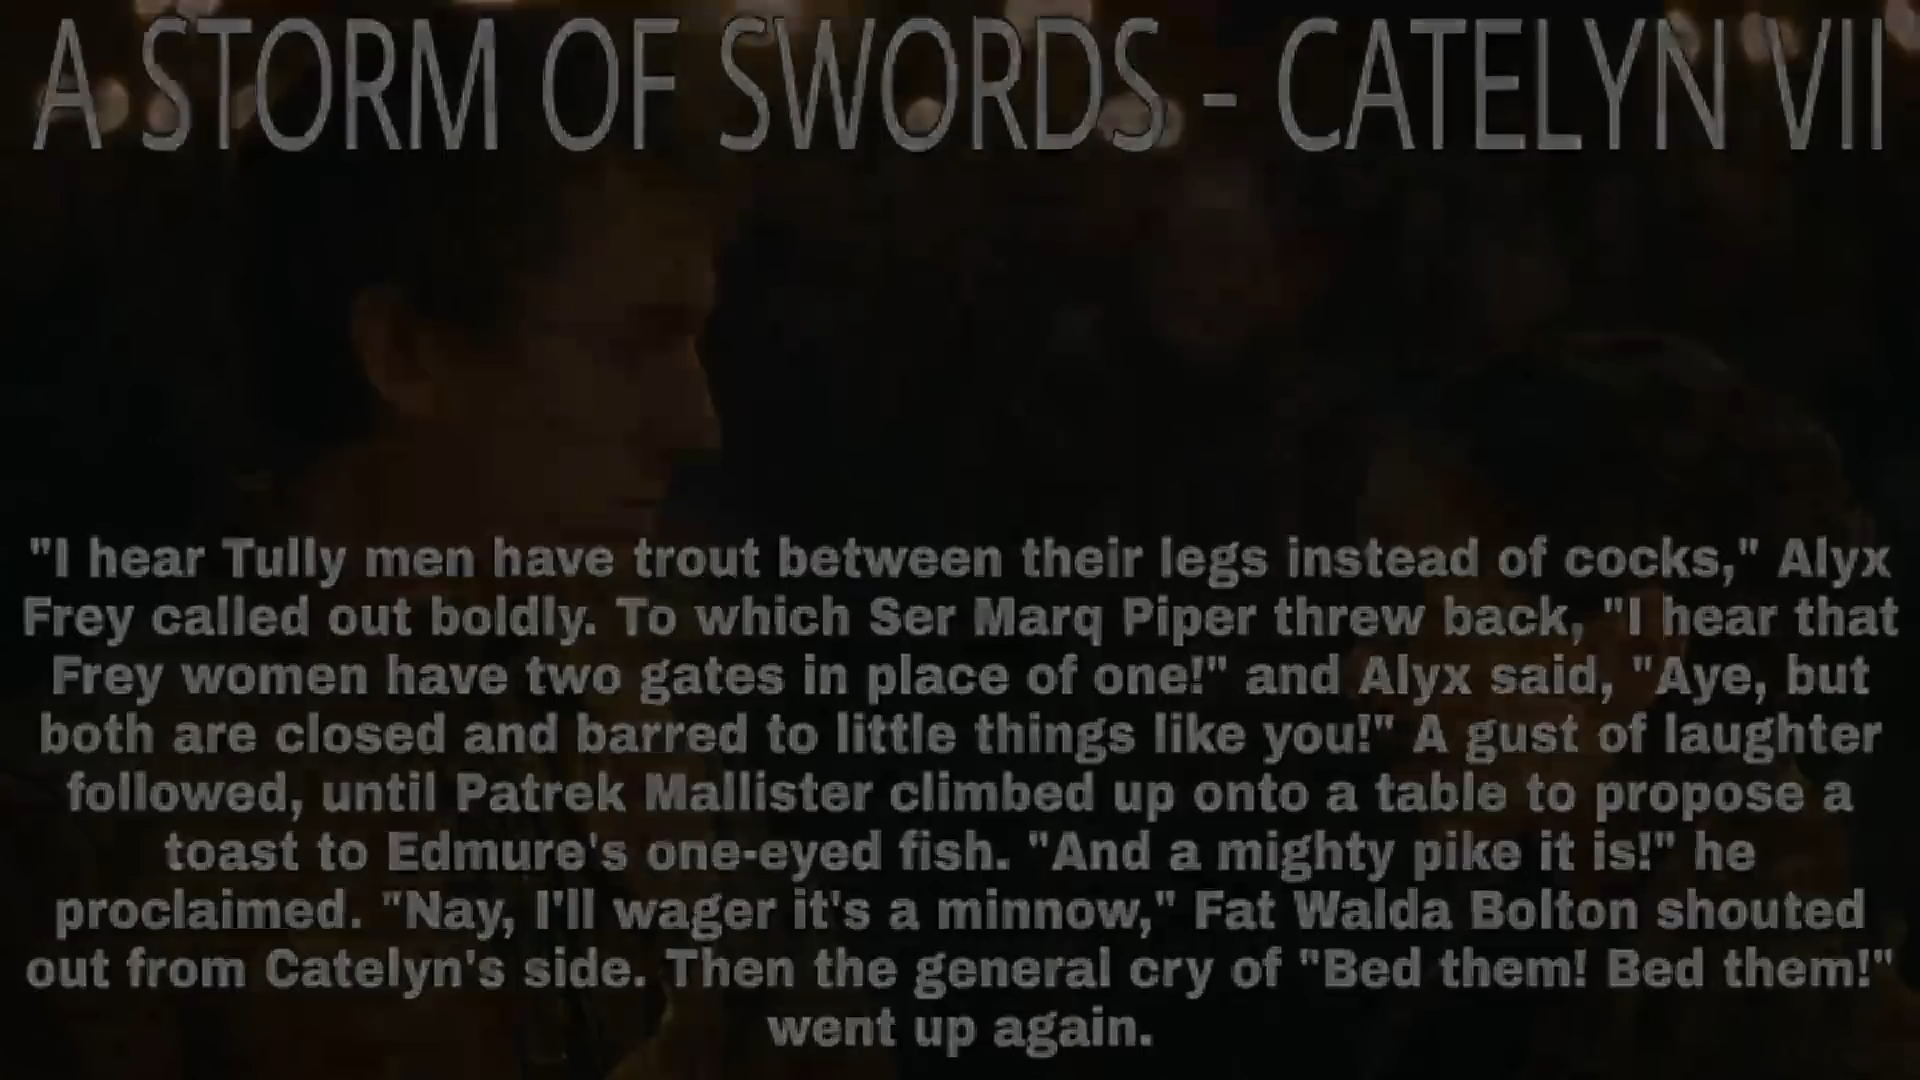 A STORM OF SWORDS - CATELYN VII
"I hear Tully men have trout between their legs instead of cocks," Alyx
Frey called out boldly. To which Ser Marq Piper threw back, "I hear that
Frey women have two gates in place of one!" and Alyx said, "Aye, but
both are closed and barred to little things like you!" A gust of laughter
followed, until Patrek Mallister climbed up onto a table to propose a
toast to Edmure's one-eyed fish. "And a mighty pike it is!" he
proclaimed. "Nay, I'll wager it's a minnow," Fat Walda Bolton shouted
out from Catelyn's side. Then the general cry of "Bed them! Bed them!"
went up again.